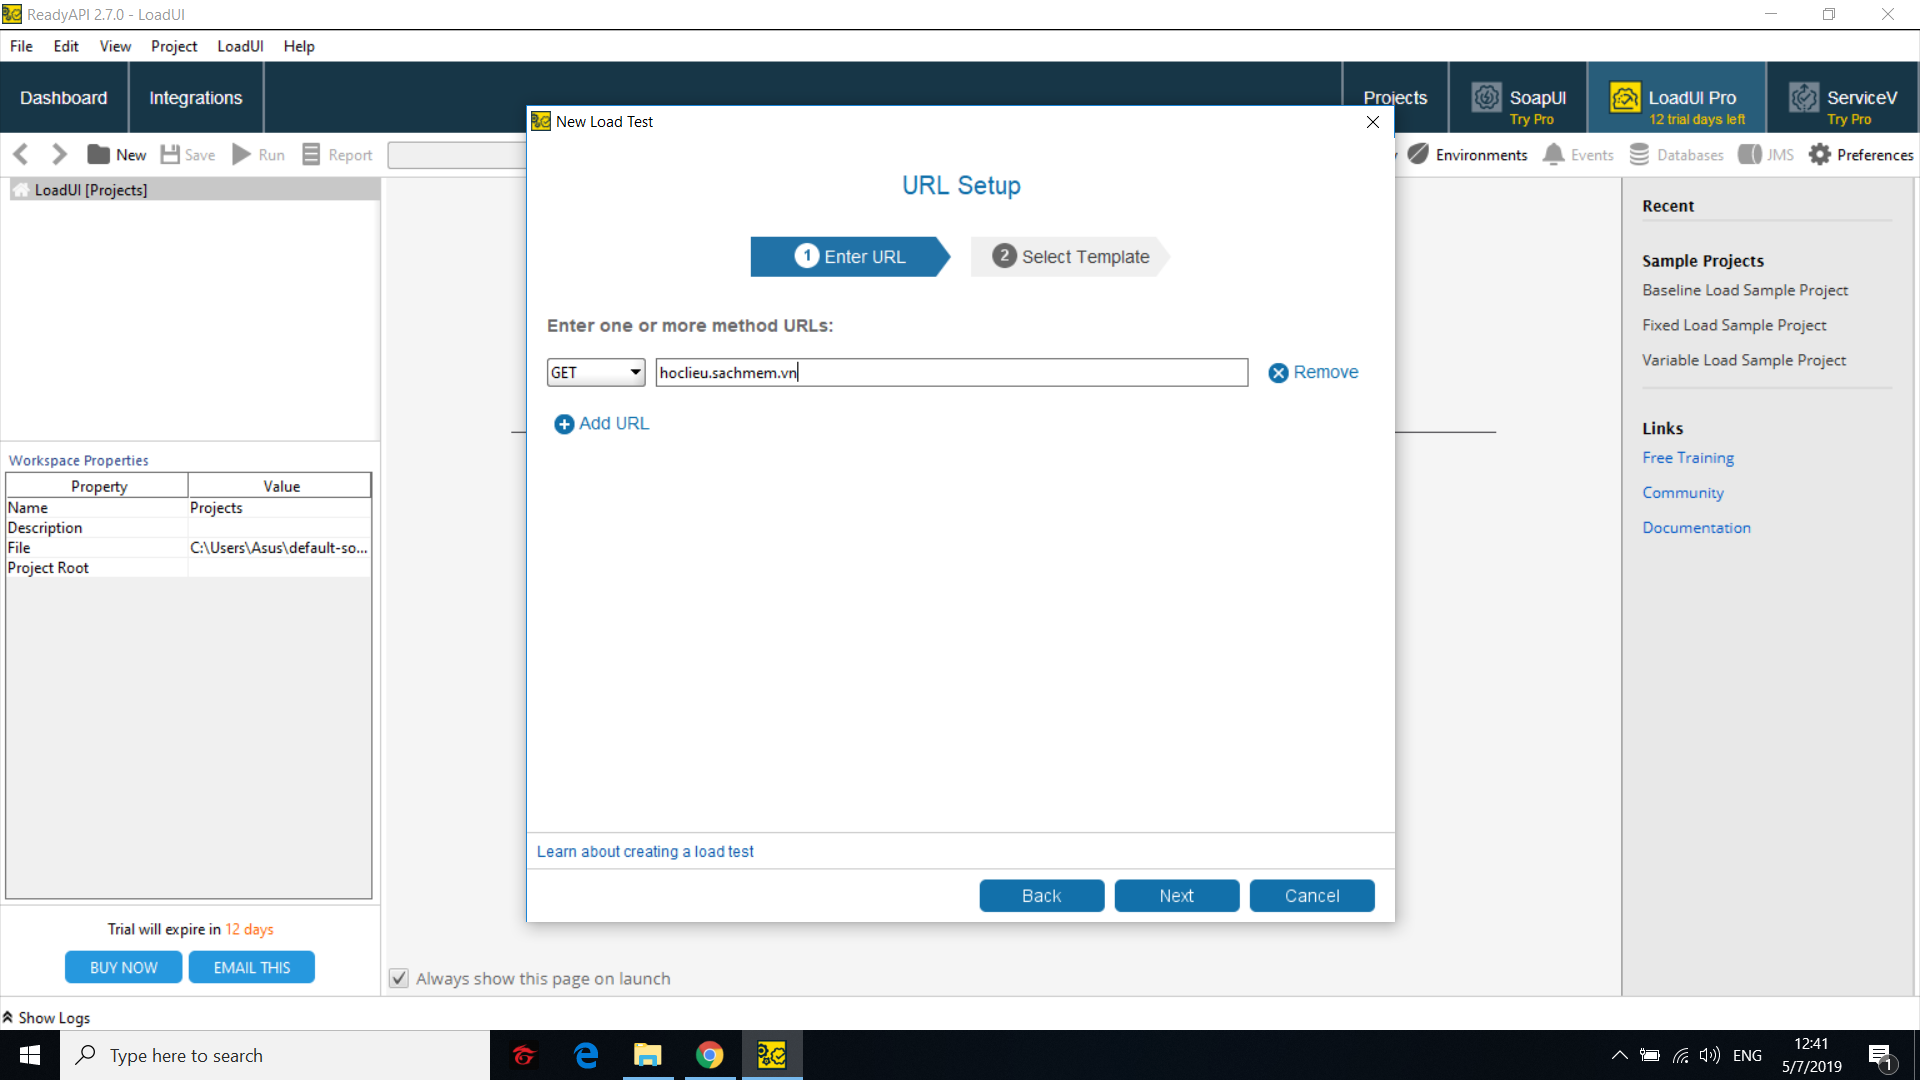 ReadyAPI 2.7.0 - LoadUI
File Edit View Project LoadUI Help
Dashboard Integrations Projects SoapUI Try Pro LoadUI Pro 12 trial days left ServiceV Try Pro
New Save Run Report Environments Events Databases JMS Preferences
LoadUI [Projects]
Workspace Properties
Property Value
Name Projects
Description
File C:\Users\Asus\default-so...
Project Root
Trial will expire in 12 days
BUY NOW EMAIL THIS
Show Logs
New Load Test
URL Setup
1 Enter URL 2 Select Template
Enter one or more method URLs:
GET hoclieu.sachmem.vn Remove
Add URL
Learn about creating a load test
Back Next Cancel
Always show this page on launch
Recent
Sample Projects
Baseline Load Sample Project
Fixed Load Sample Project
Variable Load Sample Project
Links
Free Training
Community
Documentation
Type here to search
ENG
12:41
5/7/2019
1